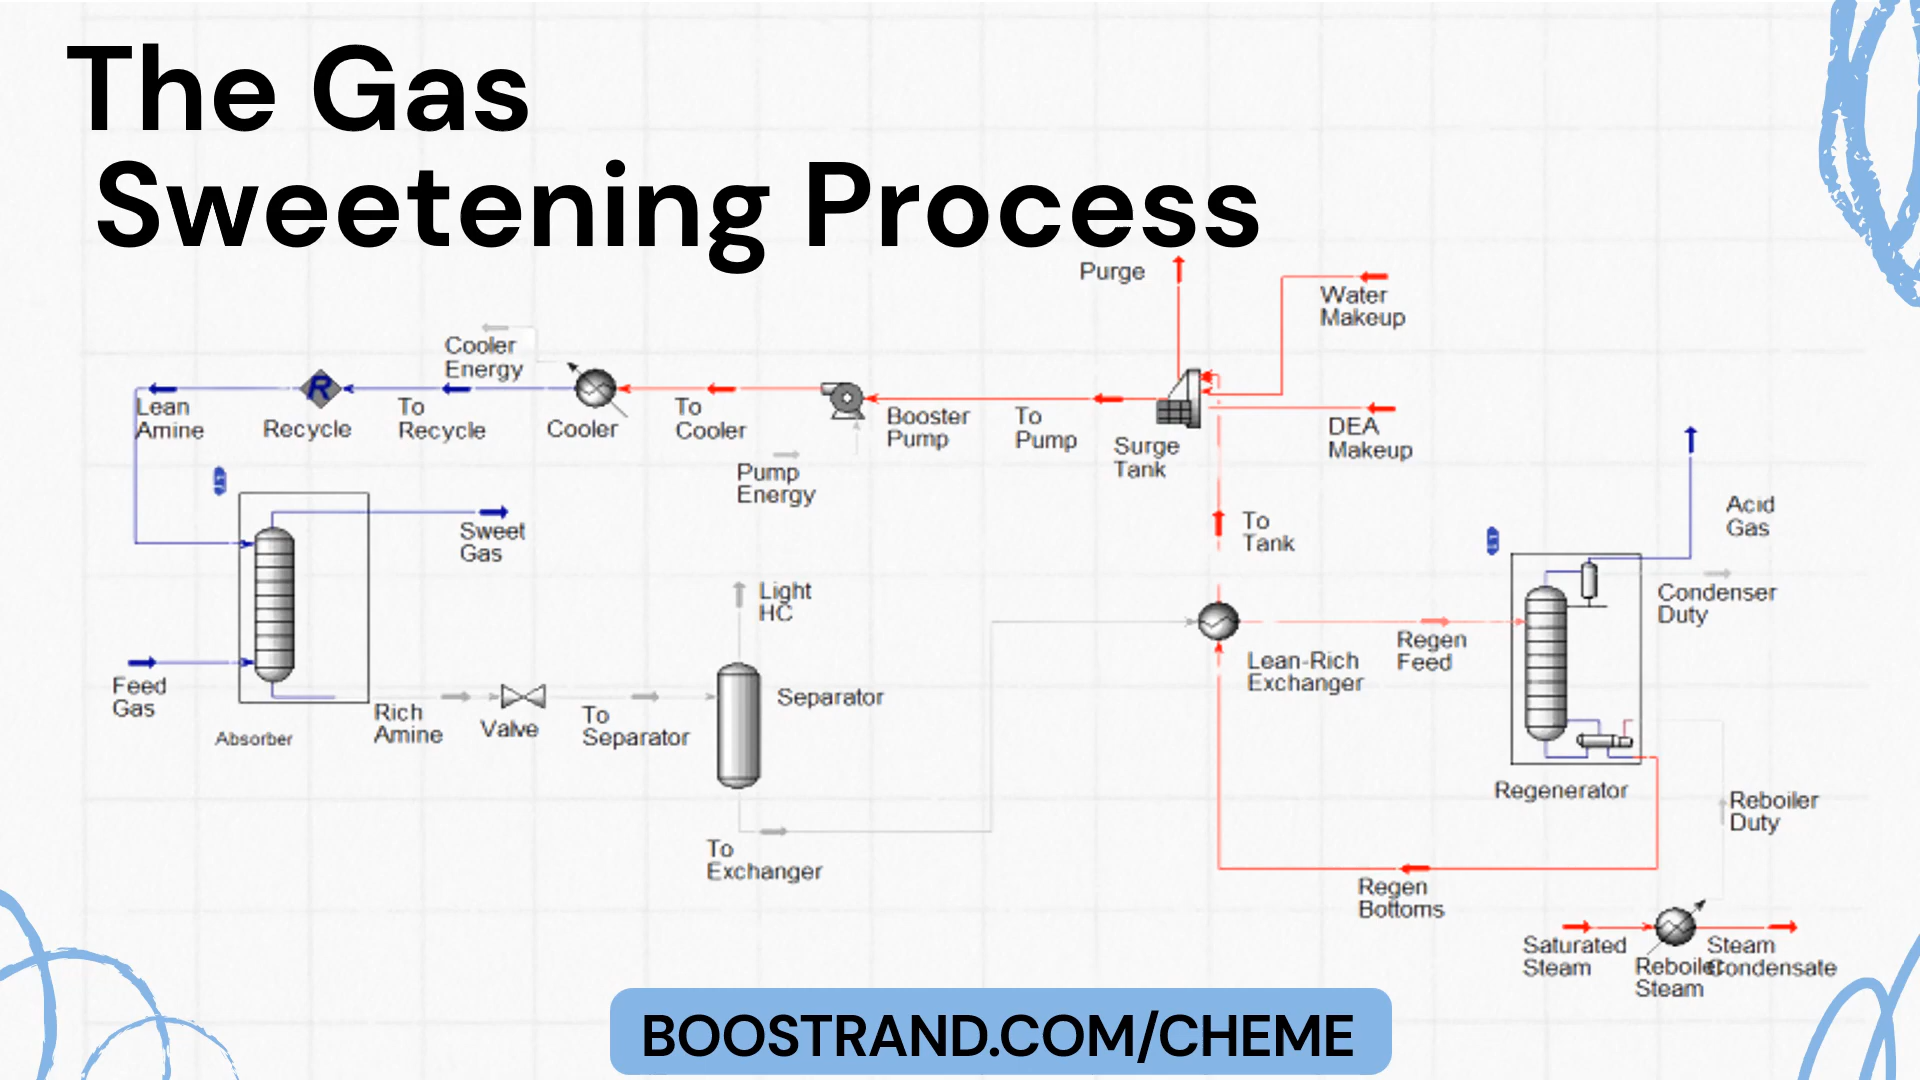 The Gas
Sweetening Process
Purge
Water
Makeup
Cooler
Energy
Lean
Amine
R
Recycle
To
Recycle
Cooler
To
Cooler
Booster
Pump
To
Pump
Surge
Tank
DEA
Makeup
Pump
Energy
Sweet
Gas
To
Tank
Acid
Gas
Light
HC
Condenser
Duty
Regen
Feed
Lean-Rich
Exchanger
Feed
Gas
Absorber
Rich
Amine
Valve
To
Separator
Separator
Regenerator
Reboiler
Duty
To
Exchanger
Regen
Bottoms
Saturated
Steam
Reboiler
Steam
Steam
Condensate
BOOSTRAND.COM/CHEME